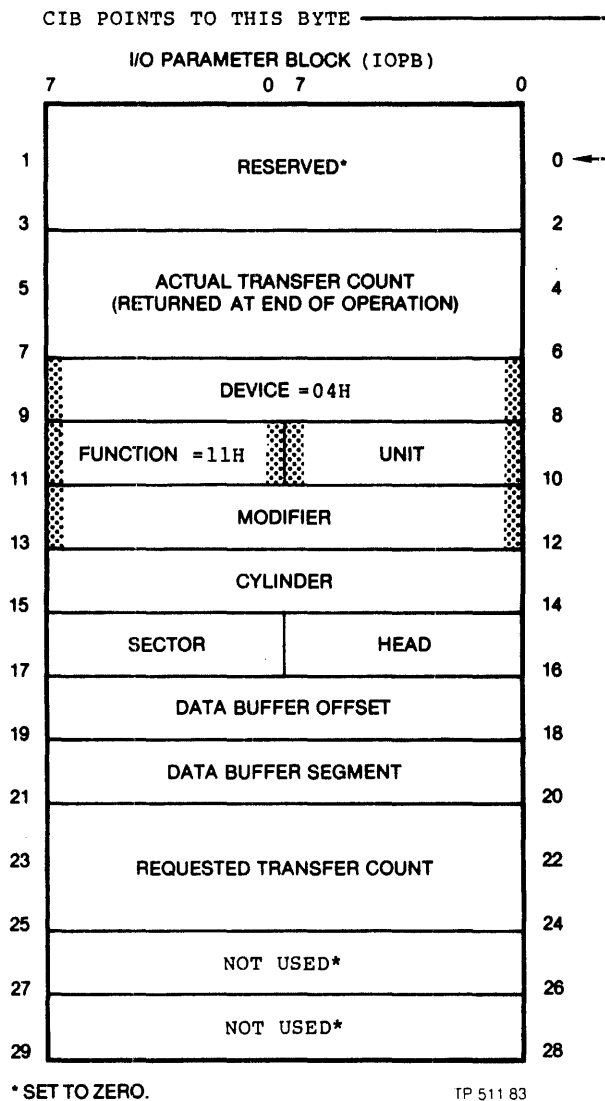 CIB POINTS TO THIS BYTE
I/O PARAMETER BLOCK (IOPB)
7 0 7 0
1 RESERVED* 0
3 2
5 ACTUAL TRANSFER COUNT 4
(RETURNED AT END OF OPERATION)
7 6
DEVICE =04H
9 8
FUNCTION =11H UNIT
11 10
MODIFIER
13 12
CYLINDER
15 14
SECTOR HEAD
17 16
DATA BUFFER OFFSET
19 18
DATA BUFFER SEGMENT
21 20
23 REQUESTED TRANSFER COUNT 22
25 24
NOT USED*
27 26
NOT USED*
29 28
* SET TO ZERO. TP 511 83